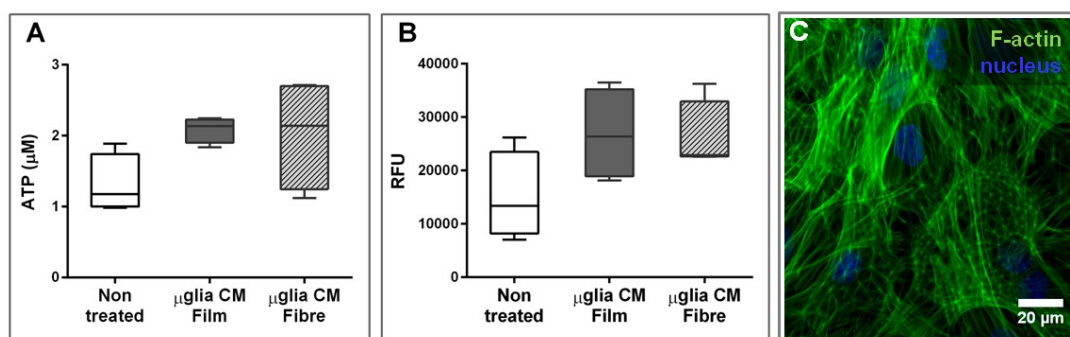 A
ATP (µM)
3
2
1
0
Non
treated
µglia CM
Film
µglia CM
Fibre
B
RFU
40000
30000
20000
10000
0
Non
treated
µglia CM
Film
µglia CM
Fibre
C
F-actin
nucleus
20 µm